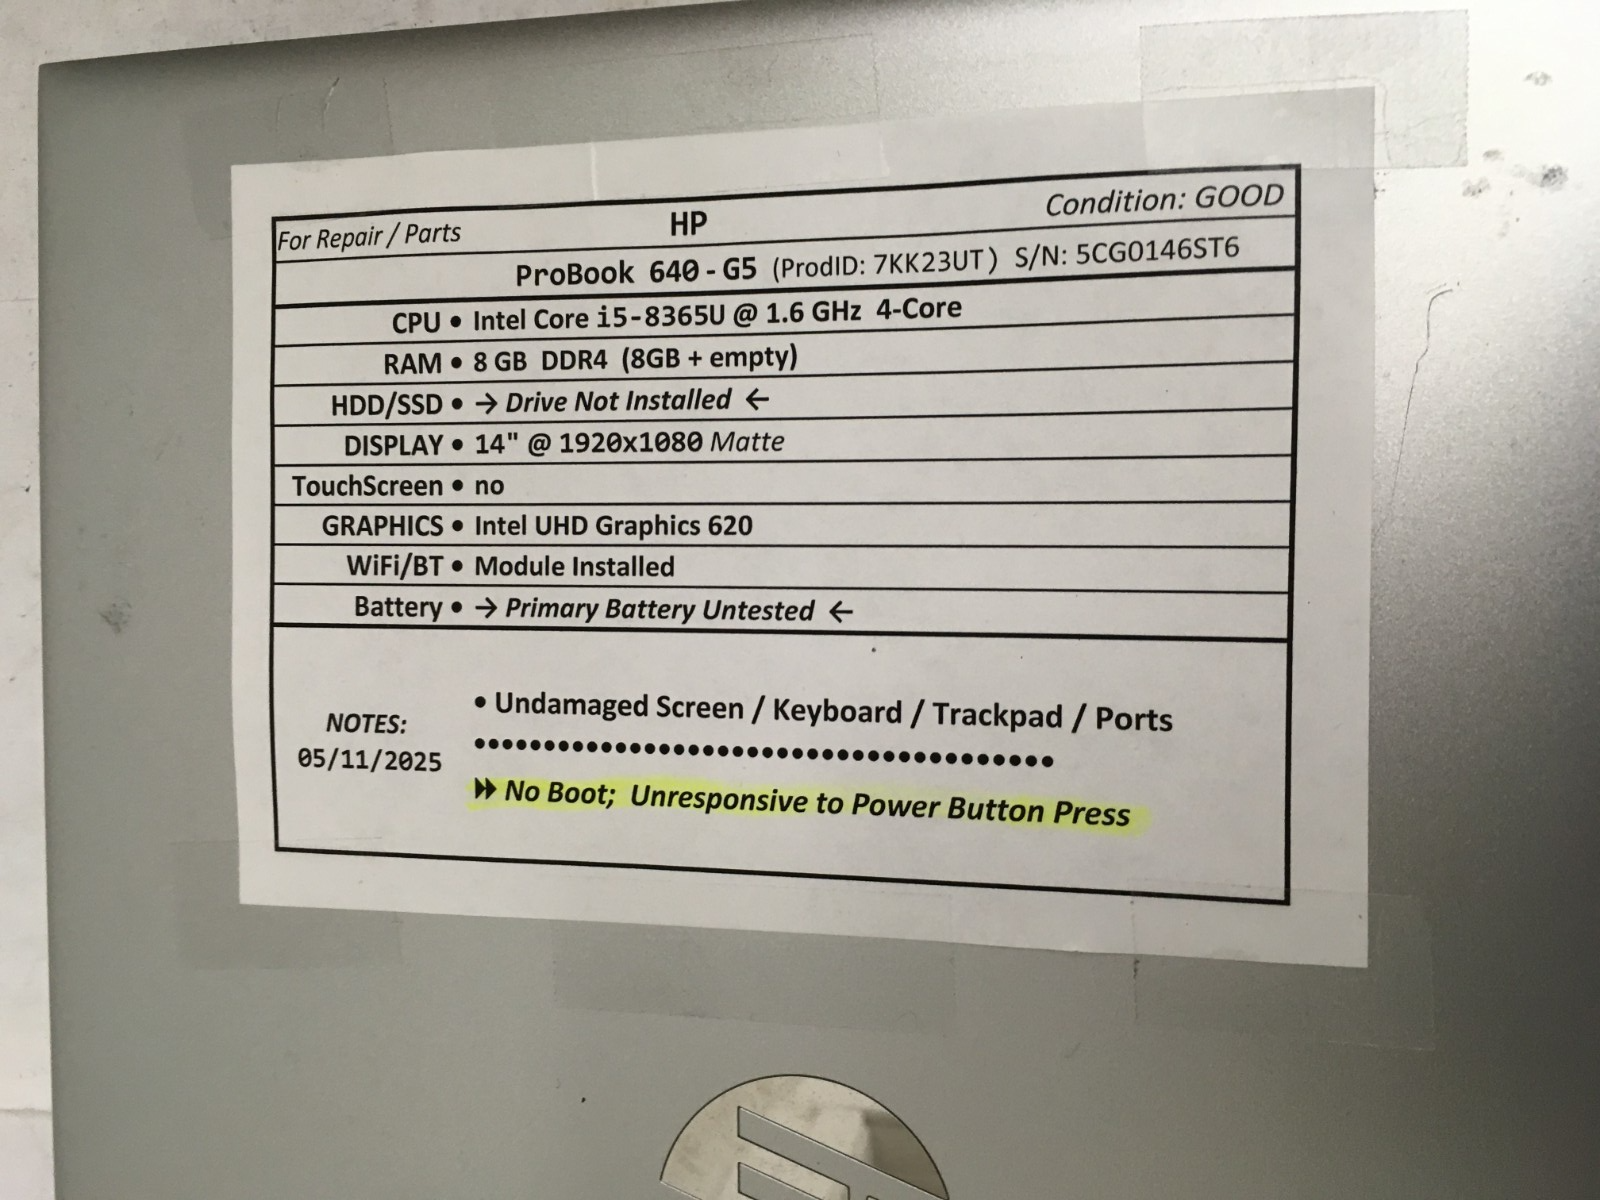 For Repair / Parts HP Condition: GOOD
ProBook 640 - G5 (ProdID: 7KK23UT) S/N: 5CG0146ST6
CPU • Intel Core i5-8365U @ 1.6 GHz 4-Core
RAM • 8 GB DDR4 (8GB + empty)
HDD/SSD • → Drive Not Installed ←
DISPLAY • 14" @ 1920x1080 Matte
TouchScreen • no
GRAPHICS • Intel UHD Graphics 620
WiFi/BT • Module Installed
Battery • → Primary Battery Untested ←
NOTES:
05/11/2025
• Undamaged Screen / Keyboard / Trackpad / Ports
•••••••••••••••••••••••••••••••••••••••••
▸▸ No Boot; Unresponsive to Power Button Press